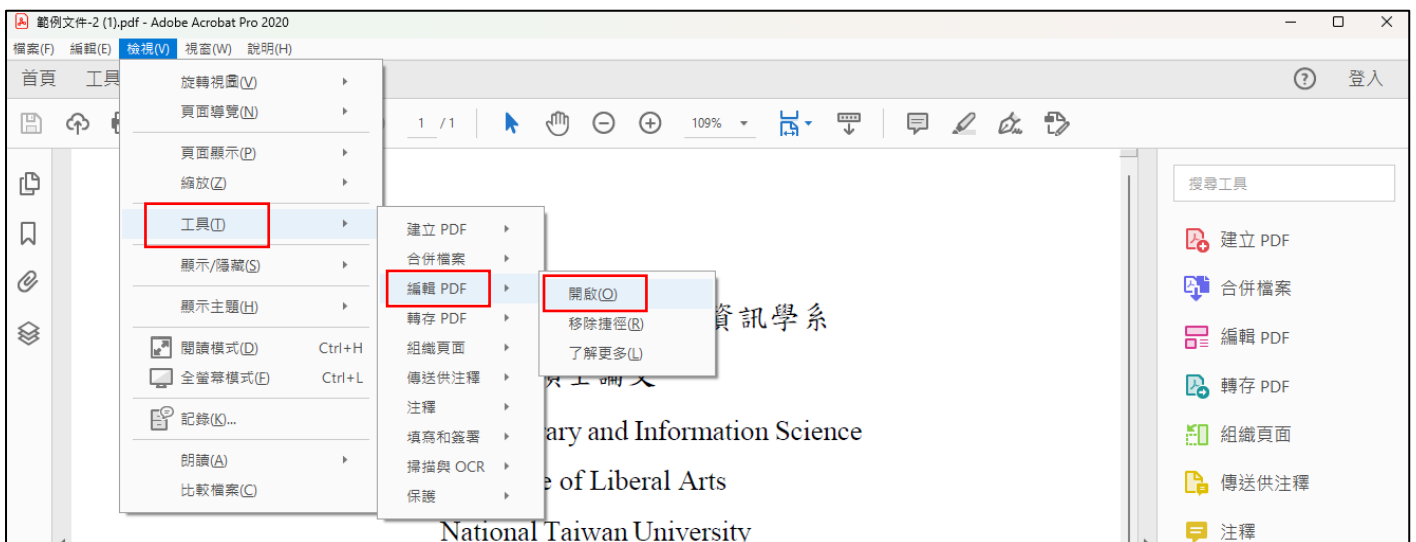 範例文件-2 (1).pdf - Adobe Acrobat Pro 2020
檔案(F) 編輯(E) 檢視(V) 視窗(W) 說明(H)
首頁 工具
? 登入
1 / 1
109%
旋轉視圖(V)
頁面導覽(N)
頁面顯示(P)
縮放(Z)
工具(T)
顯示/隱藏(S)
顯示主題(H)
閱讀模式(D) Ctrl+H
全螢幕模式(F) Ctrl+L
記錄(K)...
朗讀(A)
比較檔案(C)
建立 PDF
合併檔案
編輯 PDF
轉存 PDF
組織頁面
傳送供注釋
注釋
填寫和簽署
掃描與 OCR
保護
開啟(O)
移除捷徑(R)
了解更多(L)
資訊學系
碩士論文
ary and Information Science
e of Liberal Arts
National Taiwan University
搜尋工具
建立 PDF
合併檔案
編輯 PDF
轉存 PDF
組織頁面
傳送供注釋
注釋